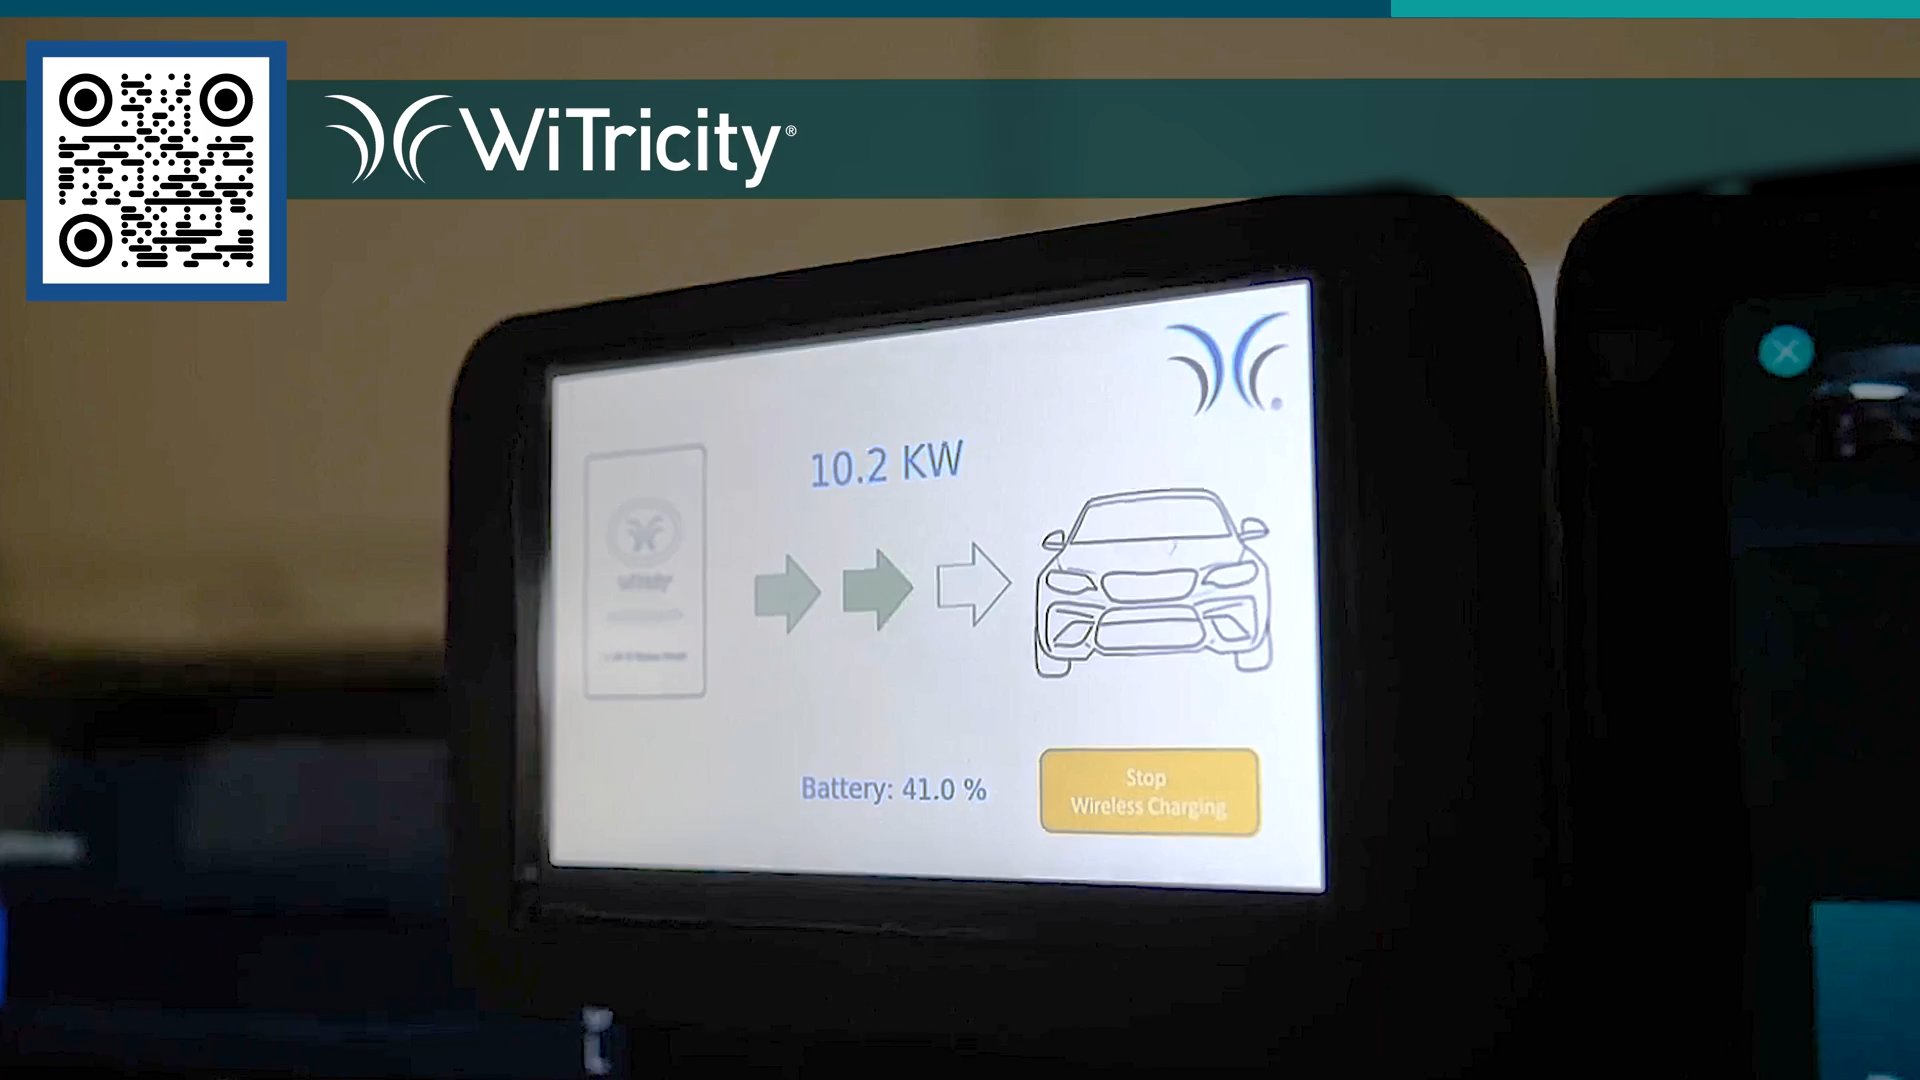 WiTricity®
10.2 KW
Battery: 41.0 %
Stop
Wireless Charging